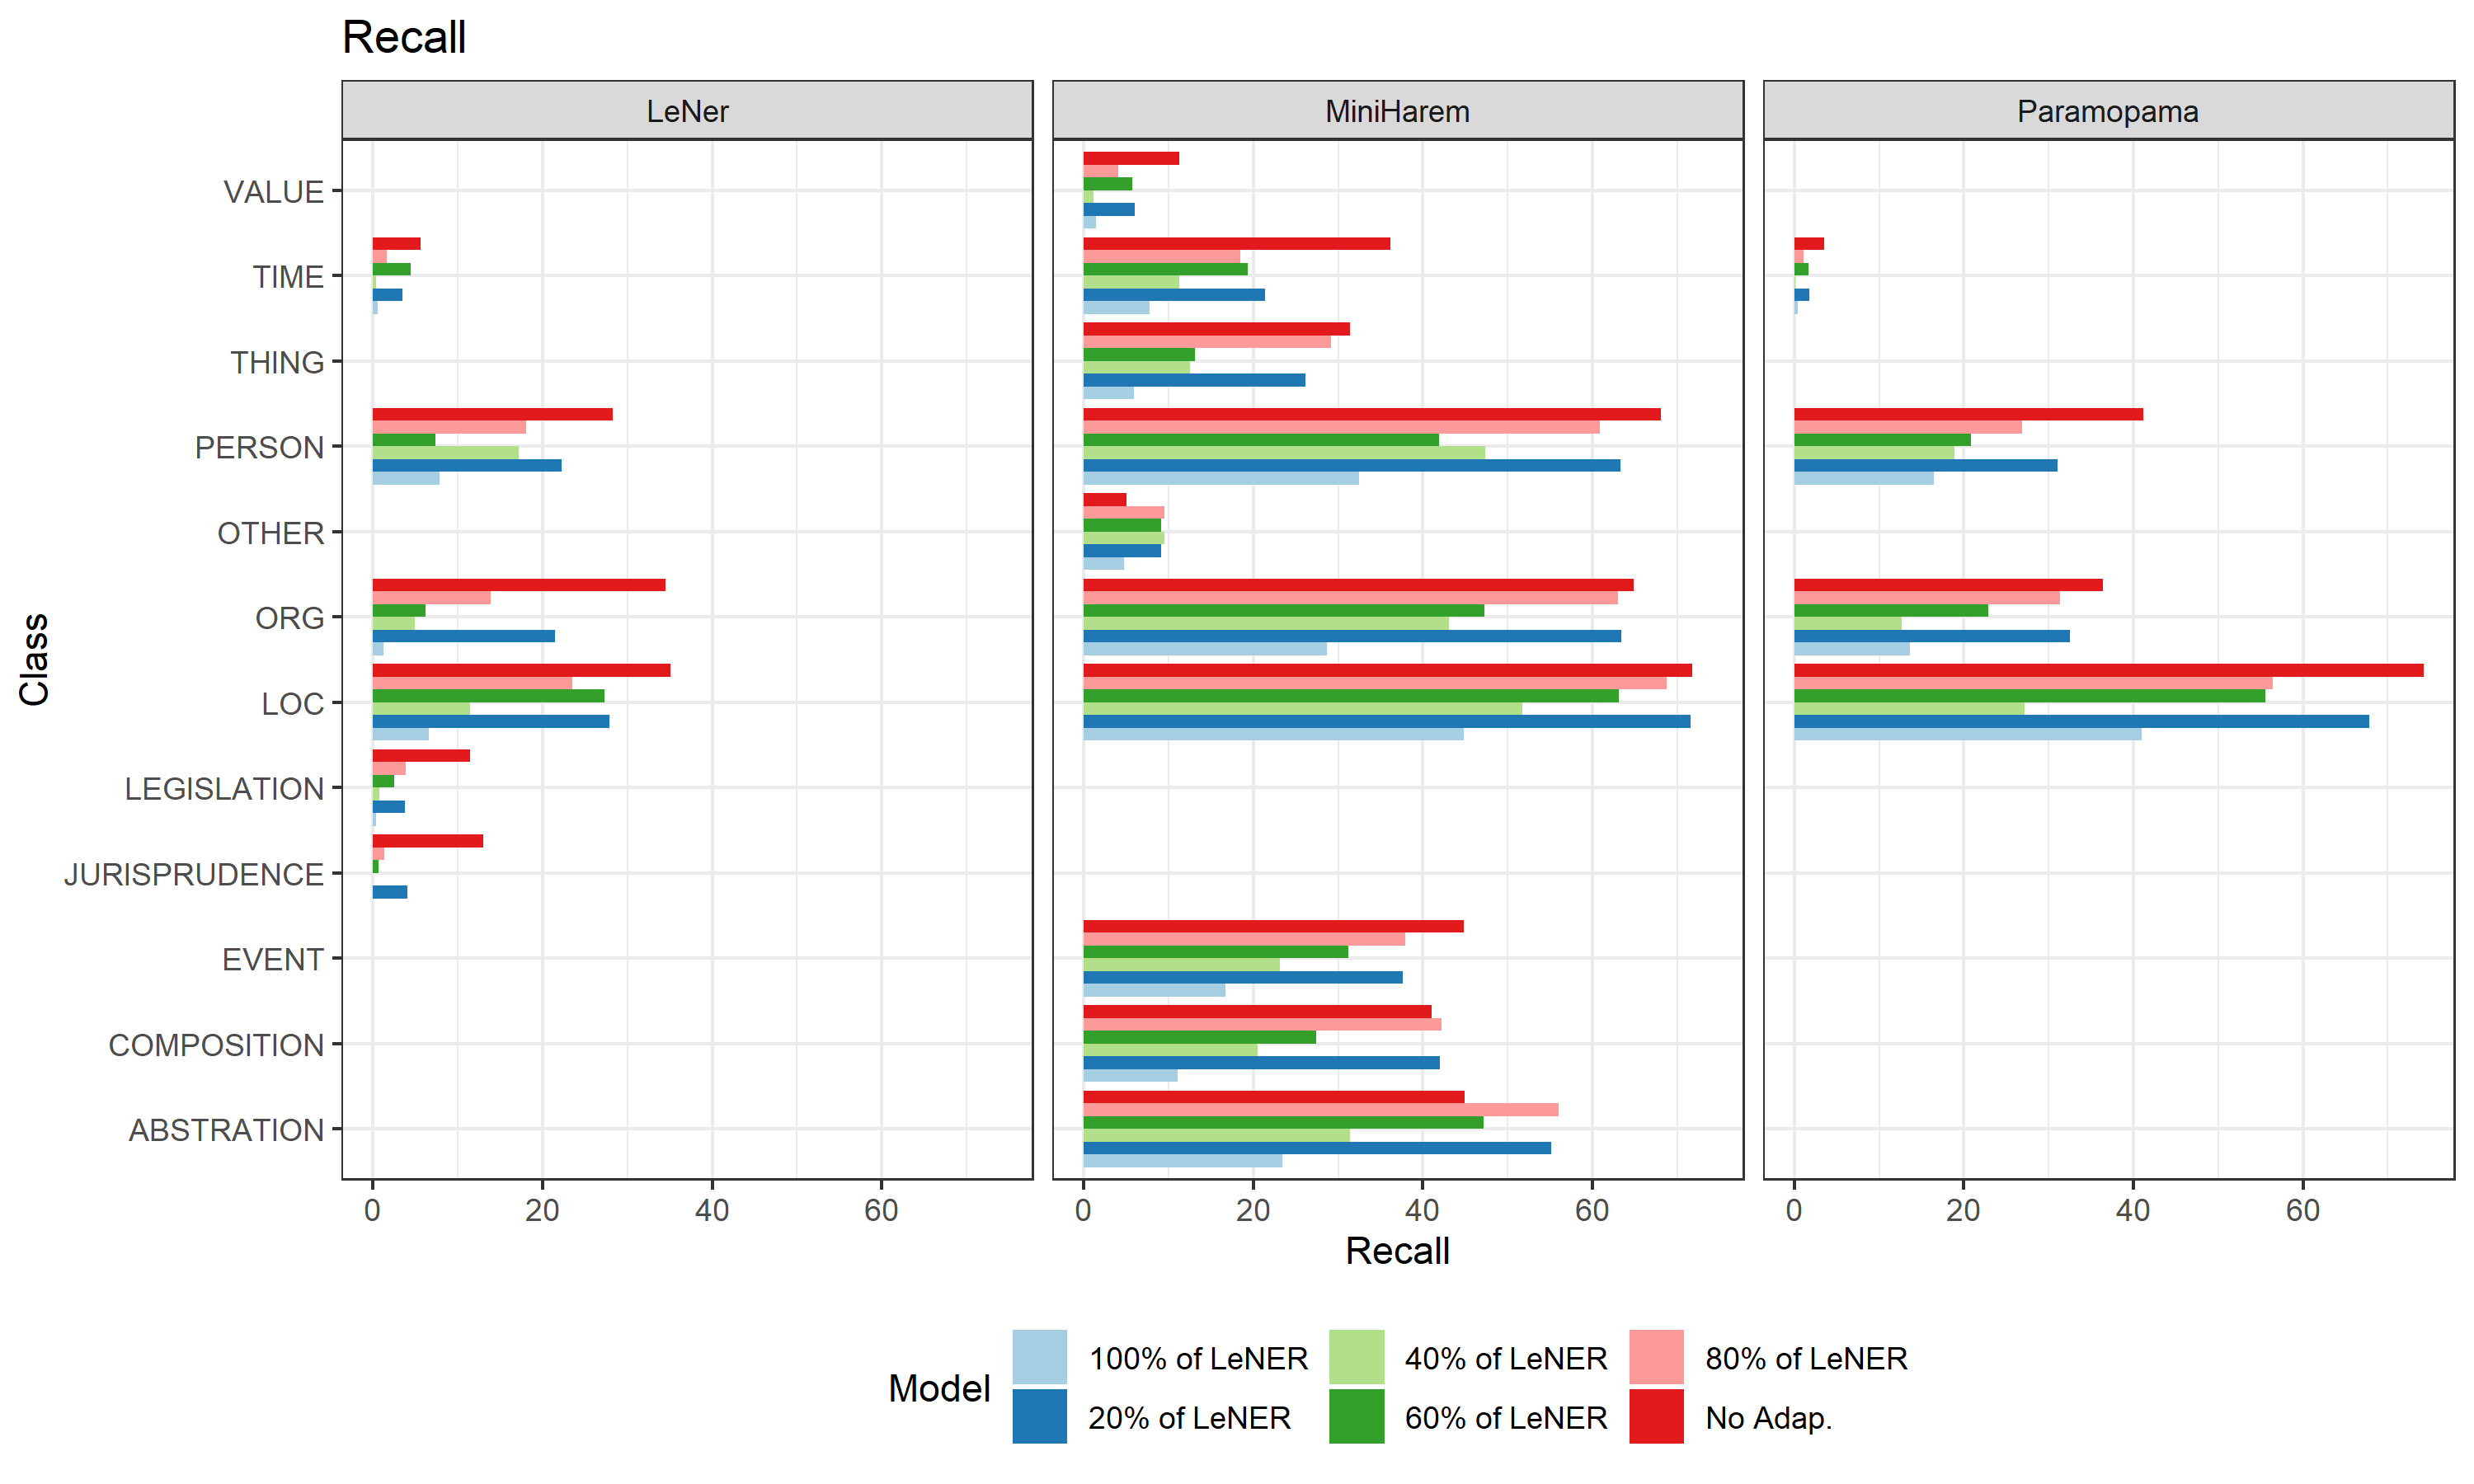 Recall
LeNer MiniHarem Paramopama
VALUE
TIME
THING
PERSON
OTHER
ORG
LOC
LEGISLATION
JURISPRUDENCE
EVENT
COMPOSITION
ABSTRATION
Class
0 20 40 60 0 20 40 60 0 20 40 60
Recall
Model
100% of LeNER 40% of LeNER 80% of LeNER
20% of LeNER 60% of LeNER No Adap.